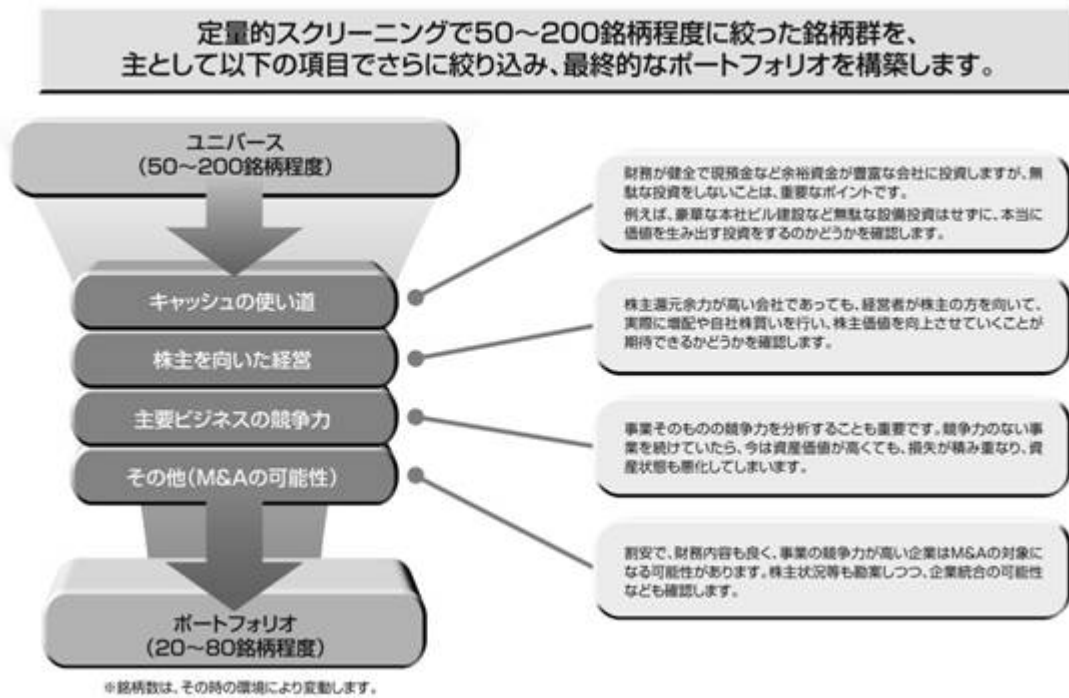 定量的スクリーニングで50～200銘柄程度に絞った銘柄群を、
主として以下の項目でさらに絞り込み、最終的なポートフォリオを構築します。
ユニバース
（50～200銘柄程度）
キャッシュの使い道
株主を向いた経営
主要ビジネスの競争力
その他（M&Aの可能性）
ポートフォリオ
（20～80銘柄程度）
※銘柄数は、その時の環境により変動します。
財務が健全で現預金など余裕資金が豊富な会社に投資しますが、無
駄な投資をしないことは、重要なポイントです。
例えば、豪華な本社ビル建設など無駄な設備投資はせずに、本当に
価値を生み出す投資をするのかどうかを確認します。
株主還元余力が高い会社であっても、経営者が株主の方を向いて、
実際に増配や自社株買いを行い、株主価値を向上させていくことが
期待できるかどうかを確認します。
事業そのものの競争力を分析することも重要です。競争力のない事
業を続けていたら、今は資産価値が高くても、損失が積み重なり、資
産状態も悪化してしまいます。
割安で、財務内容も良く、事業の競争力が高い企業はM&Aの対象に
なる可能性があります。株主状況等も勘案しつつ、企業統合の可能性
なども確認します。